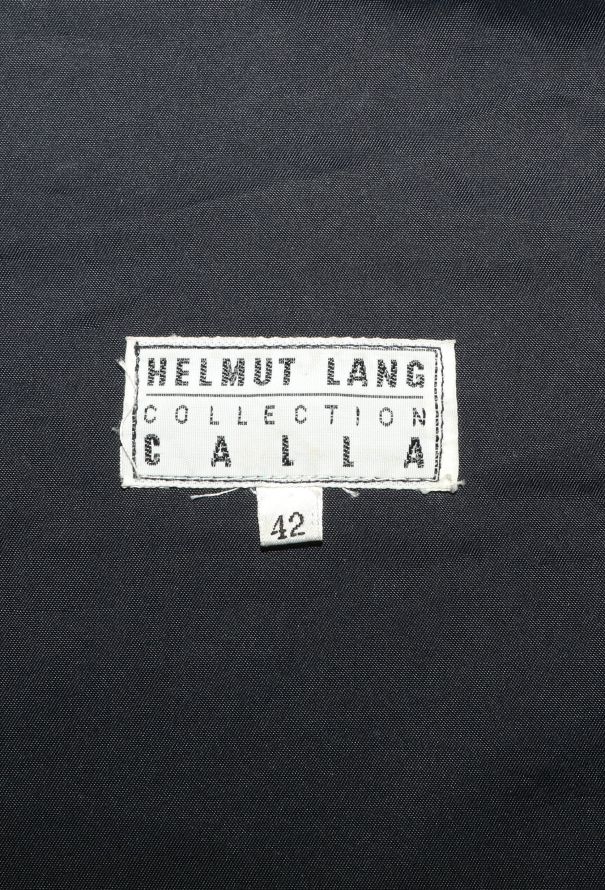 HELMUT LANG
COLLECTION
CALLA
42